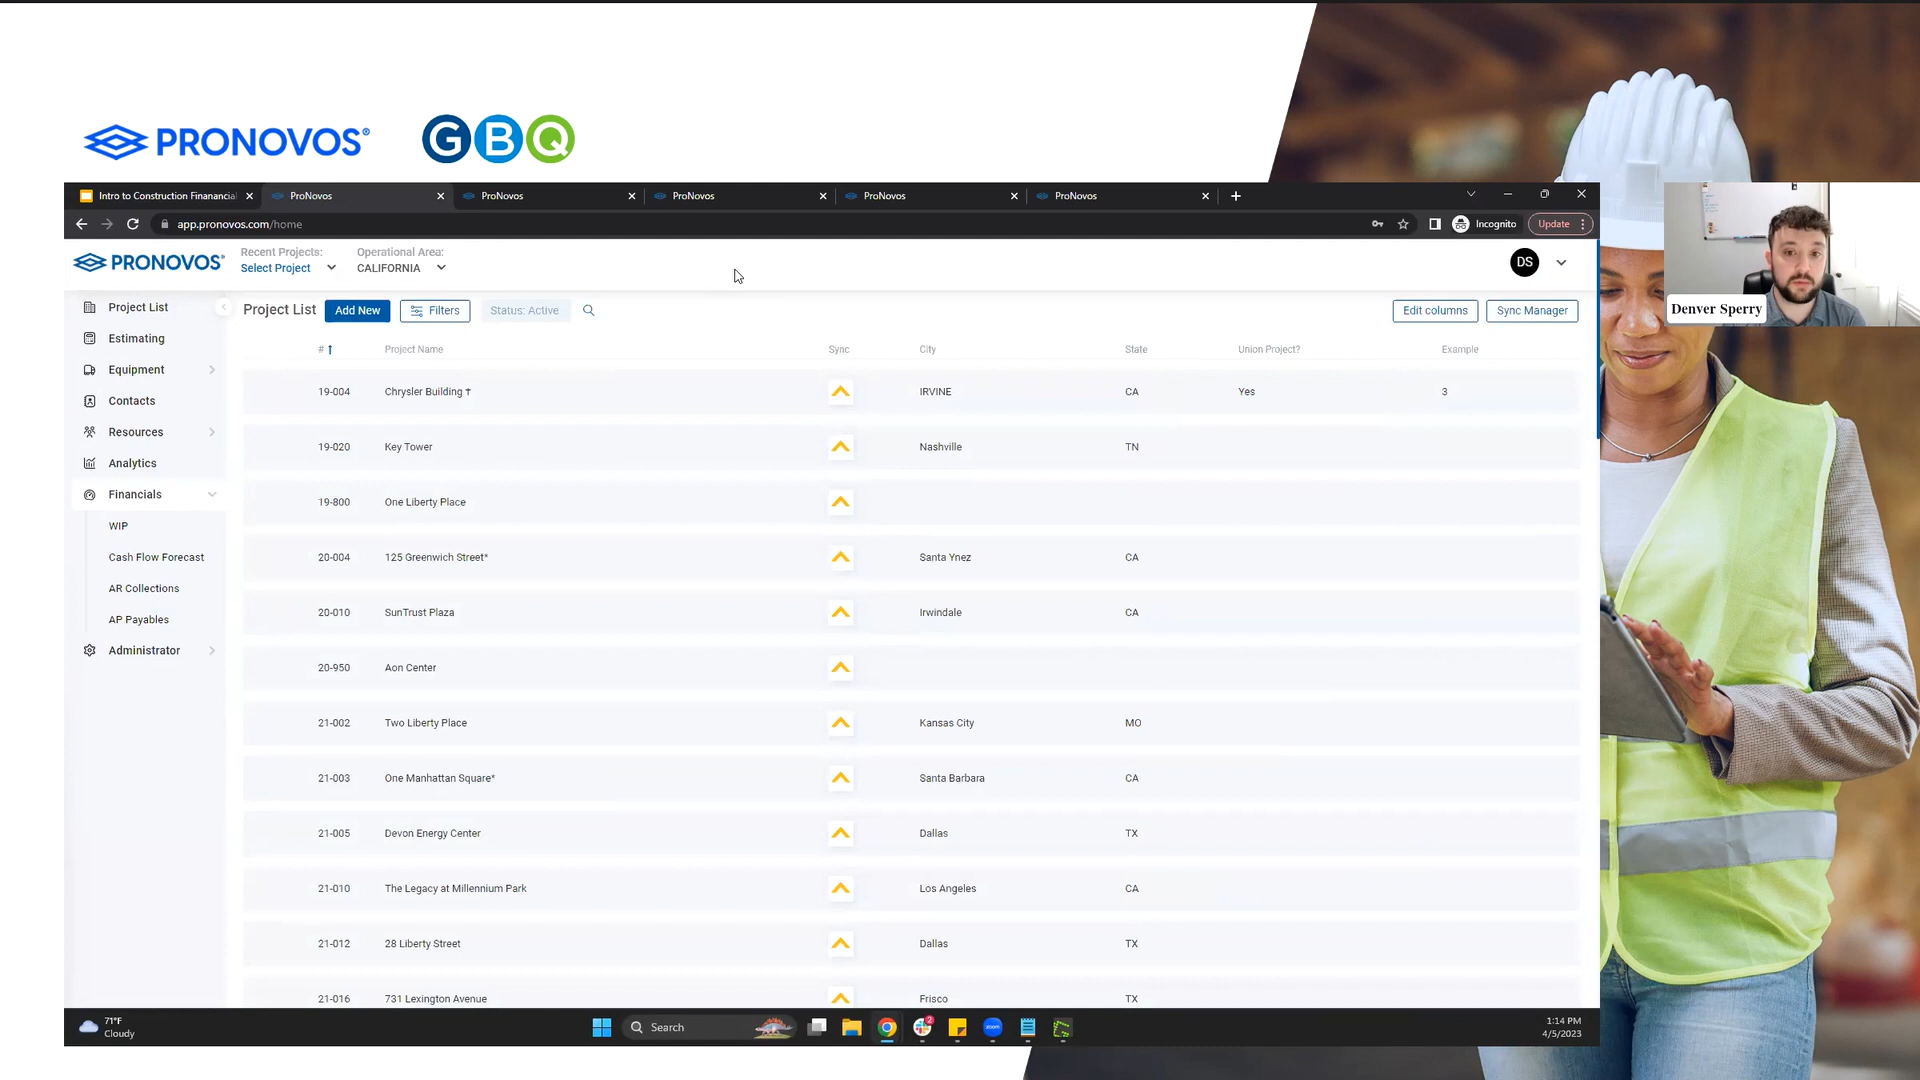 PRONOVOS®
GBQ
Intro to Construction Finanancia
ProNovos
ProNovos
ProNovos
ProNovos
ProNovos
app.pronovos.com/home
Incognito
Update
PRONOVOS®
Recent Projects:
Select Project
Operational Area:
CALIFORNIA
DS
Denver Sperry
Project List
Estimating
Equipment
Contacts
Resources
Analytics
Financials
WIP
Cash Flow Forecast
AR Collections
AP Payables
Administrator
Project List
Add New
Filters
Status: Active
Edit columns
Sync Manager
# Project Name Sync City State Union Project? Example
19-004 Chrysler Building † IRVINE CA Yes 3
19-020 Key Tower Nashville TN
19-800 One Liberty Place
20-004 125 Greenwich Street* Santa Ynez CA
20-010 SunTrust Plaza Irwindale CA
20-950 Aon Center
21-002 Two Liberty Place Kansas City MO
21-003 One Manhattan Square* Santa Barbara CA
21-005 Devon Energy Center Dallas TX
21-010 The Legacy at Millennium Park Los Angeles CA
21-012 28 Liberty Street Dallas TX
21-016 731 Lexington Avenue Frisco TX
71°F
Cloudy
Search
2
zoom
1:14 PM
4/5/2023